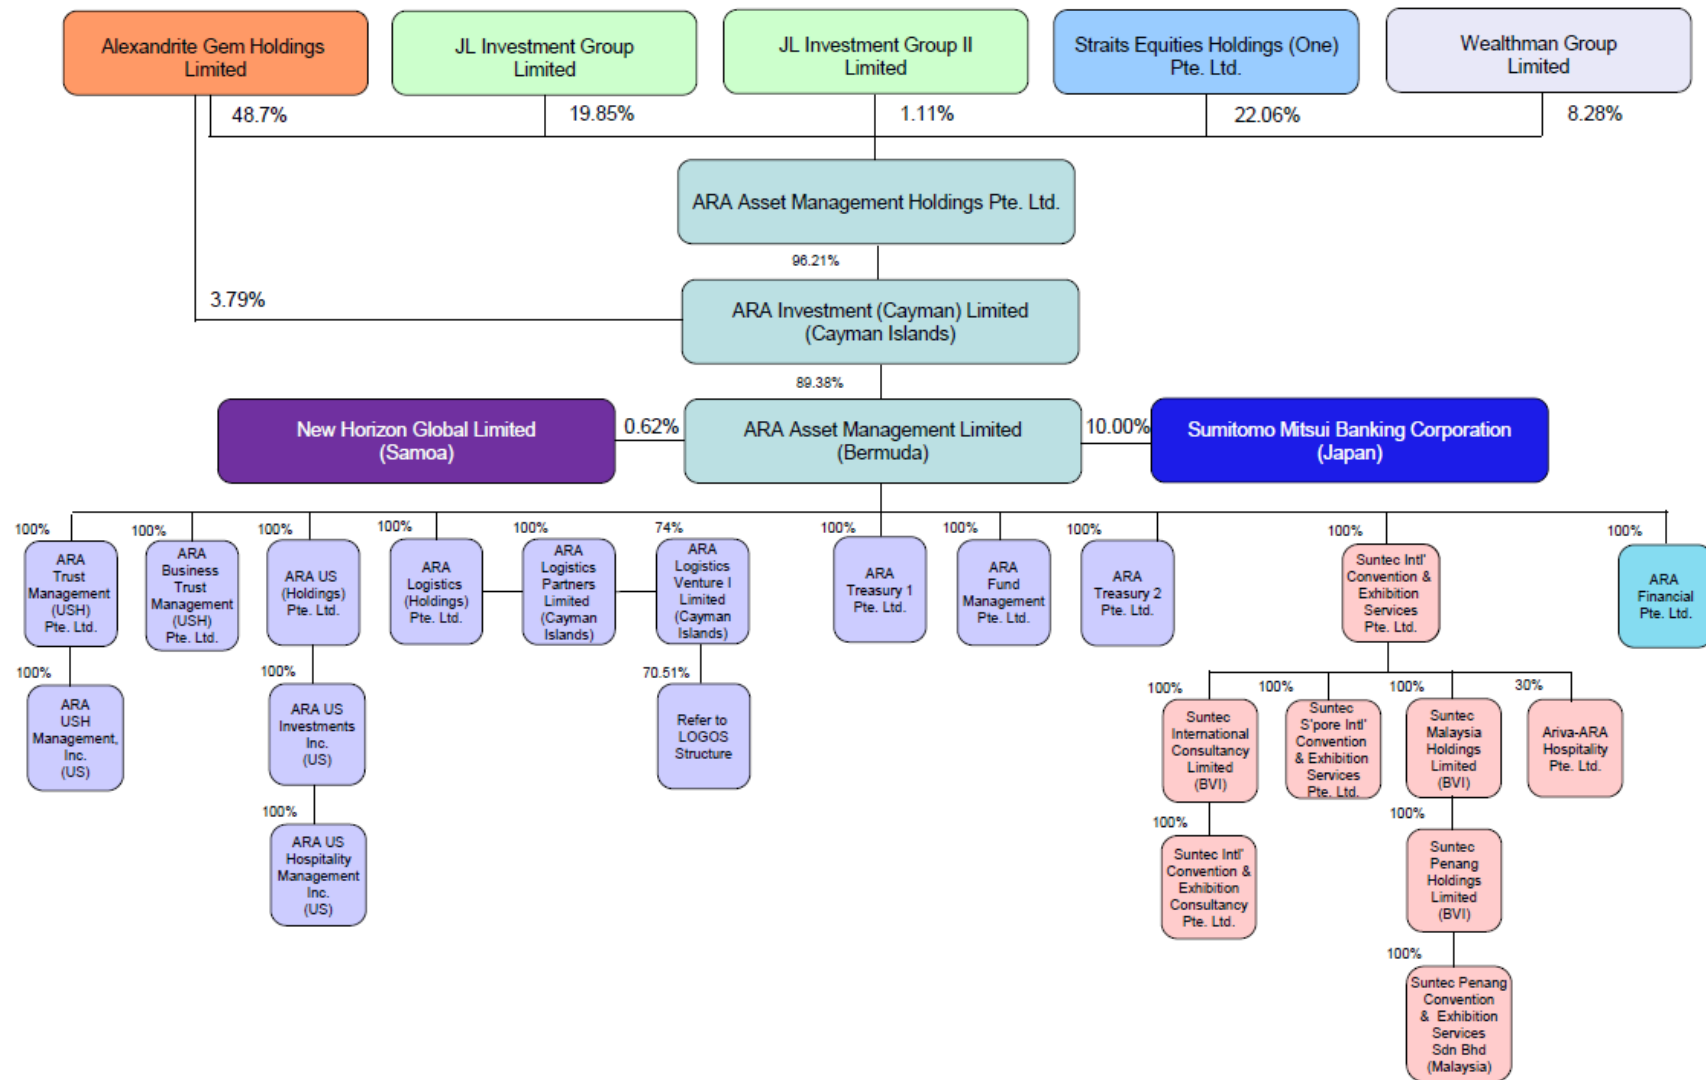 Alexandrite Gem Holdings
Limited
JL Investment Group
Limited
JL Investment Group II
Limited
Straits Equities Holdings (One)
Pte. Ltd.
Wealthman Group
Limited
48.7%
19.85%
1.11%
22.06%
8.28%
ARA Asset Management Holdings Pte. Ltd.
96.21%
3.79%
ARA Investment (Cayman) Limited
(Cayman Islands)
89.38%
New Horizon Global Limited
(Samoa)
0.62%
ARA Asset Management Limited
(Bermuda)
10.00%
Sumitomo Mitsui Banking Corporation
(Japan)
100%
ARA
Trust
Management
(USH)
Pte. Ltd.
100%
ARA
Business
Trust
Management
(USH)
Pte. Ltd.
100%
ARA US
(Holdings)
Pte. Ltd.
100%
ARA
Logistics
(Holdings)
Pte. Ltd.
100%
ARA
Logistics
Partners
Limited
(Cayman
Islands)
74%
ARA
Logistics
Venture I
Limited
(Cayman
Islands)
100%
ARA
Treasury 1
Pte. Ltd.
100%
ARA
Fund
Management
Pte. Ltd.
100%
ARA
Treasury 2
Pte. Ltd.
100%
Suntec Intl'
Convention &
Exhibition
Services
Pte. Ltd.
100%
ARA
Financial
Pte. Ltd.
100%
ARA
USH
Management,
Inc.
(US)
100%
ARA US
Investments
Inc.
(US)
70.51%
Refer to
LOGOS
Structure
100%
Suntec
International
Consultancy
Limited
(BVI)
100%
Suntec
S'pore Intl'
Convention
& Exhibition
Services
Pte. Ltd.
100%
Suntec
Malaysia
Holdings
Limited
(BVI)
30%
Ariva-ARA
Hospitality
Pte. Ltd.
100%
ARA US
Hospitality
Management
Inc.
(US)
100%
Suntec Intl'
Convention &
Exhibition
Consultancy
Pte. Ltd.
100%
Suntec
Penang
Holdings
Limited
(BVI)
100%
Suntec Penang
Convention
& Exhibition
Services
Sdn Bhd
(Malaysia)